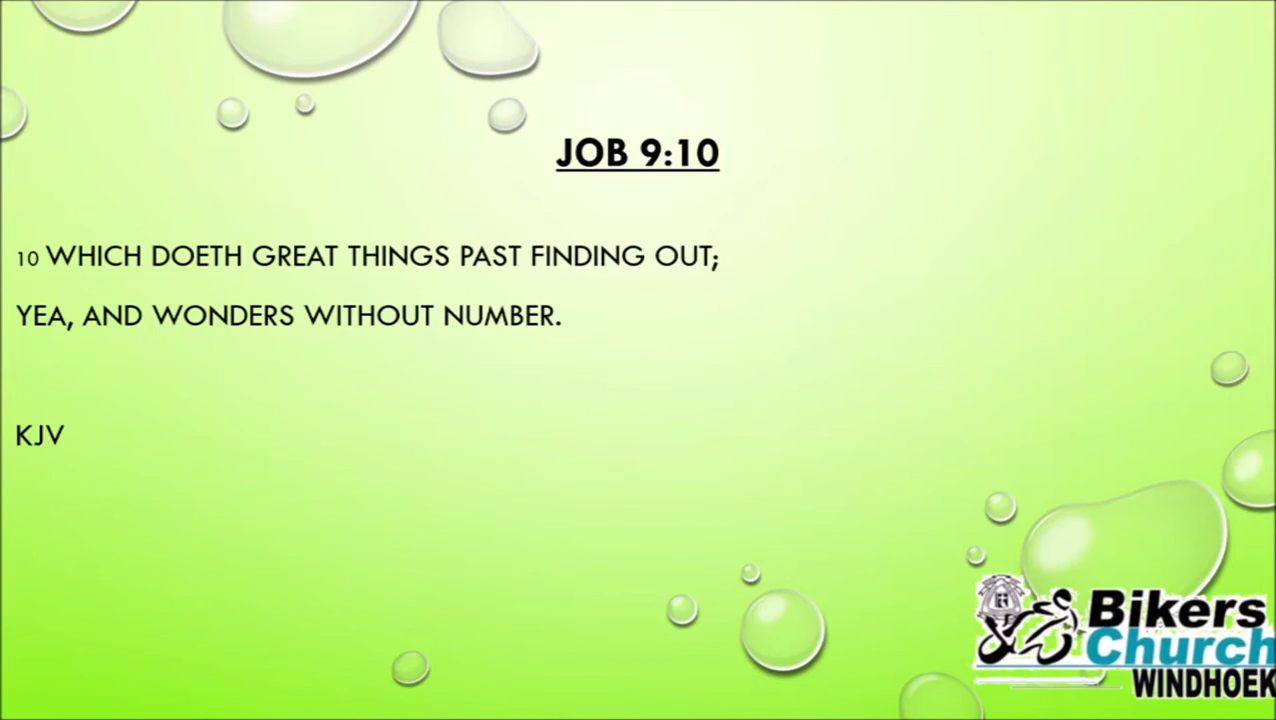 JOB 9:10
10 WHICH DOETH GREAT THINGS PAST FINDING OUT;
YEA, AND WONDERS WITHOUT NUMBER.
KJV
Bikers
Church
WINDHOEK